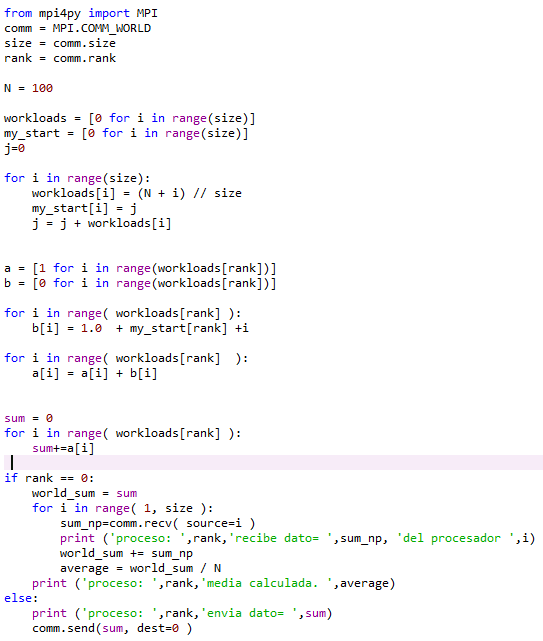 from mpi4py import MPI
comm = MPI.COMM_WORLD
size = comm.size
rank = comm.rank

N = 100

workloads = [0 for i in range(size)]
my_start = [0 for i in range(size)]
j=0

for i in range(size):
    workloads[i] = (N + i) // size
    my_start[i] = j
    j = j + workloads[i]


a = [1 for i in range(workloads[rank])]
b = [0 for i in range(workloads[rank])]

for i in range( workloads[rank] ):
    b[i] = 1.0  + my_start[rank] +i

for i in range( workloads[rank]  ):
    a[i] = a[i] + b[i]


sum = 0
for i in range( workloads[rank] ):
    sum+=a[i]

if rank == 0:
    world_sum = sum
    for i in range( 1, size ):
        sum_np=comm.recv( source=i )
        print ('proceso: ',rank,'recibe dato= ',sum_np, 'del procesador ',i)
        world_sum += sum_np
        average = world_sum / N
    print ('proceso: ',rank,'media calculada. ',average)
else:
    print ('proceso: ',rank,'envia dato= ',sum)
    comm.send(sum, dest=0 )